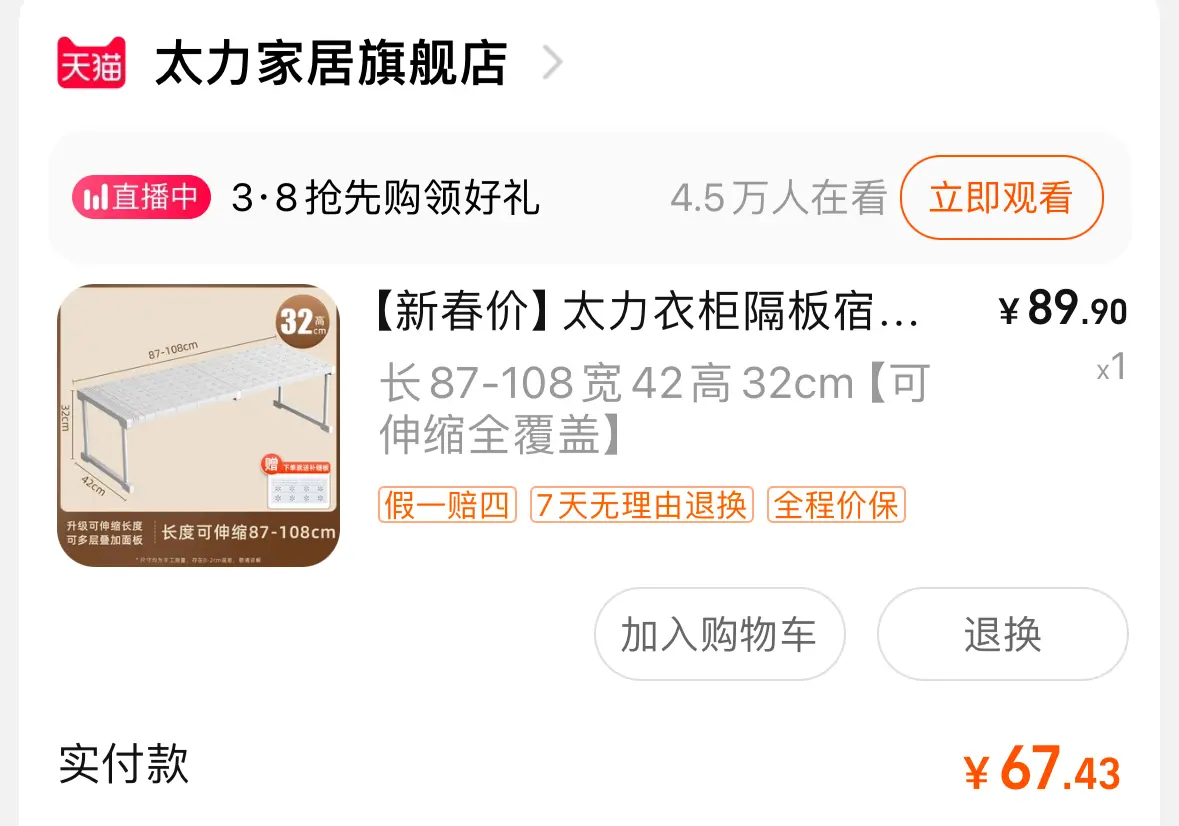 天猫 太力家居旗舰店
直播中 3·8抢先购领好礼 4.5万人在看 立即观看
【新春价】太力衣柜隔板宿... ¥89.90
长87-108宽42高32cm【可 x1
伸缩全覆盖】
假一赔四 7天无理由退换 全程价保
32高cm
87-108cm
32cm
42cm
赠 下单就送补缝板
升级可伸缩长度
可多层叠加面板
长度可伸缩87-108cm
加入购物车 退换
实付款 ¥67.43